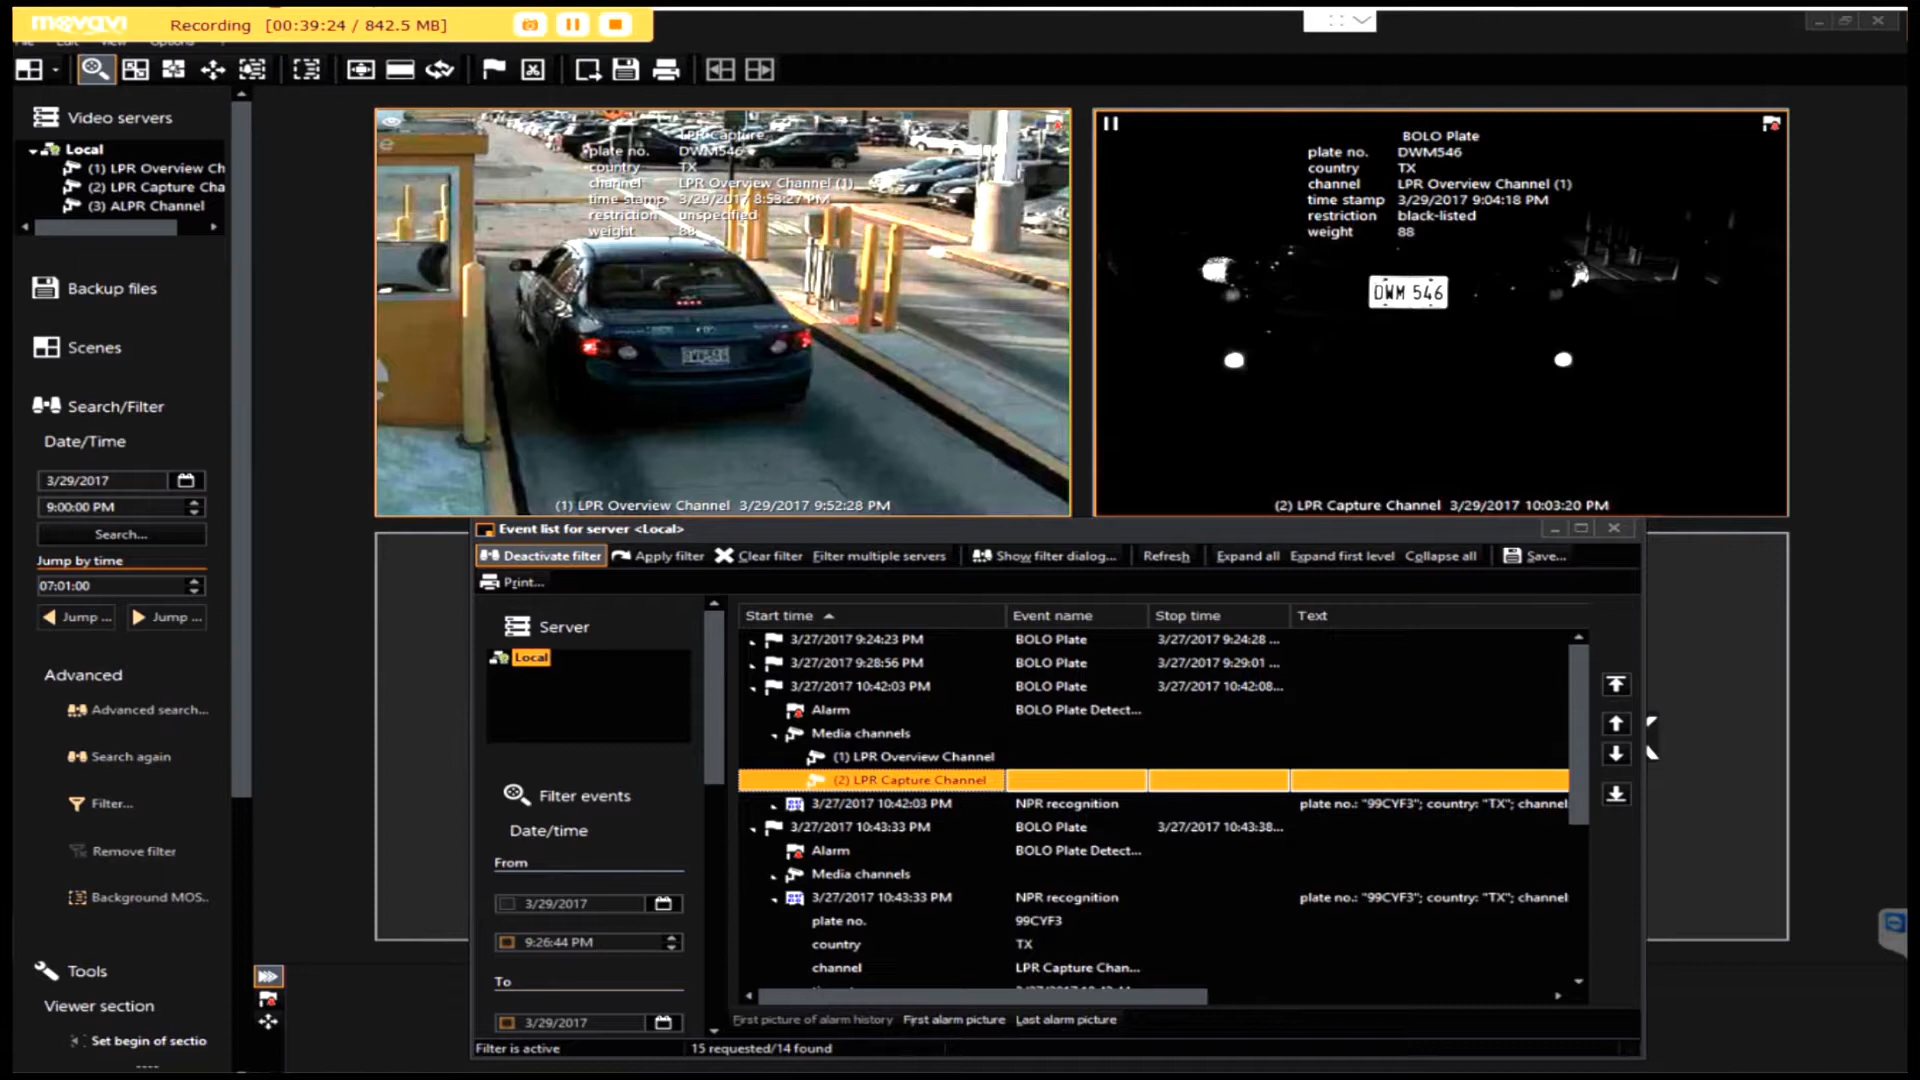 movavi
Recording [00:39:24 / 842.5 MB]
Video servers
Local
(1) LPR Overview Ch
(2) LPR Capture Cha
(3) ALPR Channel
Backup files
Scenes
Search/Filter
Date/Time
3/29/2017
9:00:00 PM
Search...
Jump by time
07:01:00
Jump ...
Jump ...
Advanced
Advanced search...
Search again
Filter...
Remove filter
Background MOS..
Tools
Viewer section
Set begin of sectio
LPR Capture
plate no. DWM546
country TX
channel LPR Overview Channel (1)
time stamp 3/29/2017 8:53:27 PM
restriction unspecified
weight 88
(1) LPR Overview Channel 3/29/2017 9:52:28 PM
BOLO Plate
plate no. DWM546
country TX
channel LPR Overview Channel (1)
time stamp 3/29/2017 9:04:18 PM
restriction black-listed
weight 88
DWM 546
(2) LPR Capture Channel 3/29/2017 10:03:20 PM
Event list for server <Local>
Deactivate filter Apply filter Clear filter Filter multiple servers Show filter dialog... Refresh Expand all Expand first level Collapse all Save...
Print...
Server
Local
Filter events
Date/time
From
3/29/2017
9:26:44 PM
To
3/29/2017
Start time Event name Stop time Text
3/27/2017 9:24:23 PM BOLO Plate 3/27/2017 9:24:28 ...
3/27/2017 9:28:56 PM BOLO Plate 3/27/2017 9:29:01 ...
3/27/2017 10:42:03 PM BOLO Plate 3/27/2017 10:42:08...
Alarm BOLO Plate Detect...
Media channels
(1) LPR Overview Channel
(2) LPR Capture Channel
3/27/2017 10:42:03 PM NPR recognition plate no.: "99CYF3"; country: "TX"; channel
3/27/2017 10:43:33 PM BOLO Plate 3/27/2017 10:43:38...
Alarm BOLO Plate Detect...
Media channels
3/27/2017 10:43:33 PM NPR recognition plate no.: "99CYF3"; country: "TX"; channel
plate no. 99CYF3
country TX
channel LPR Capture Chan...
First picture of alarm history First alarm picture Last alarm picture
Filter is active 15 requested/14 found